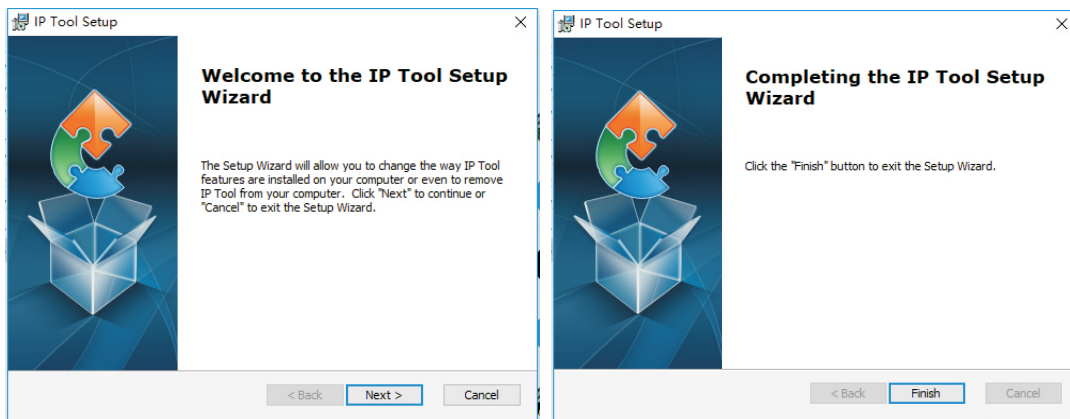 IP Tool Setup
Welcome to the IP Tool Setup
Wizard
The Setup Wizard will allow you to change the way IP Tool
features are installed on your computer or even to remove
IP Tool from your computer. Click "Next" to continue or
"Cancel" to exit the Setup Wizard.
< Back
Next >
Cancel
IP Tool Setup
Completing the IP Tool Setup
Wizard
Click the "Finish" button to exit the Setup Wizard.
< Back
Finish
Cancel